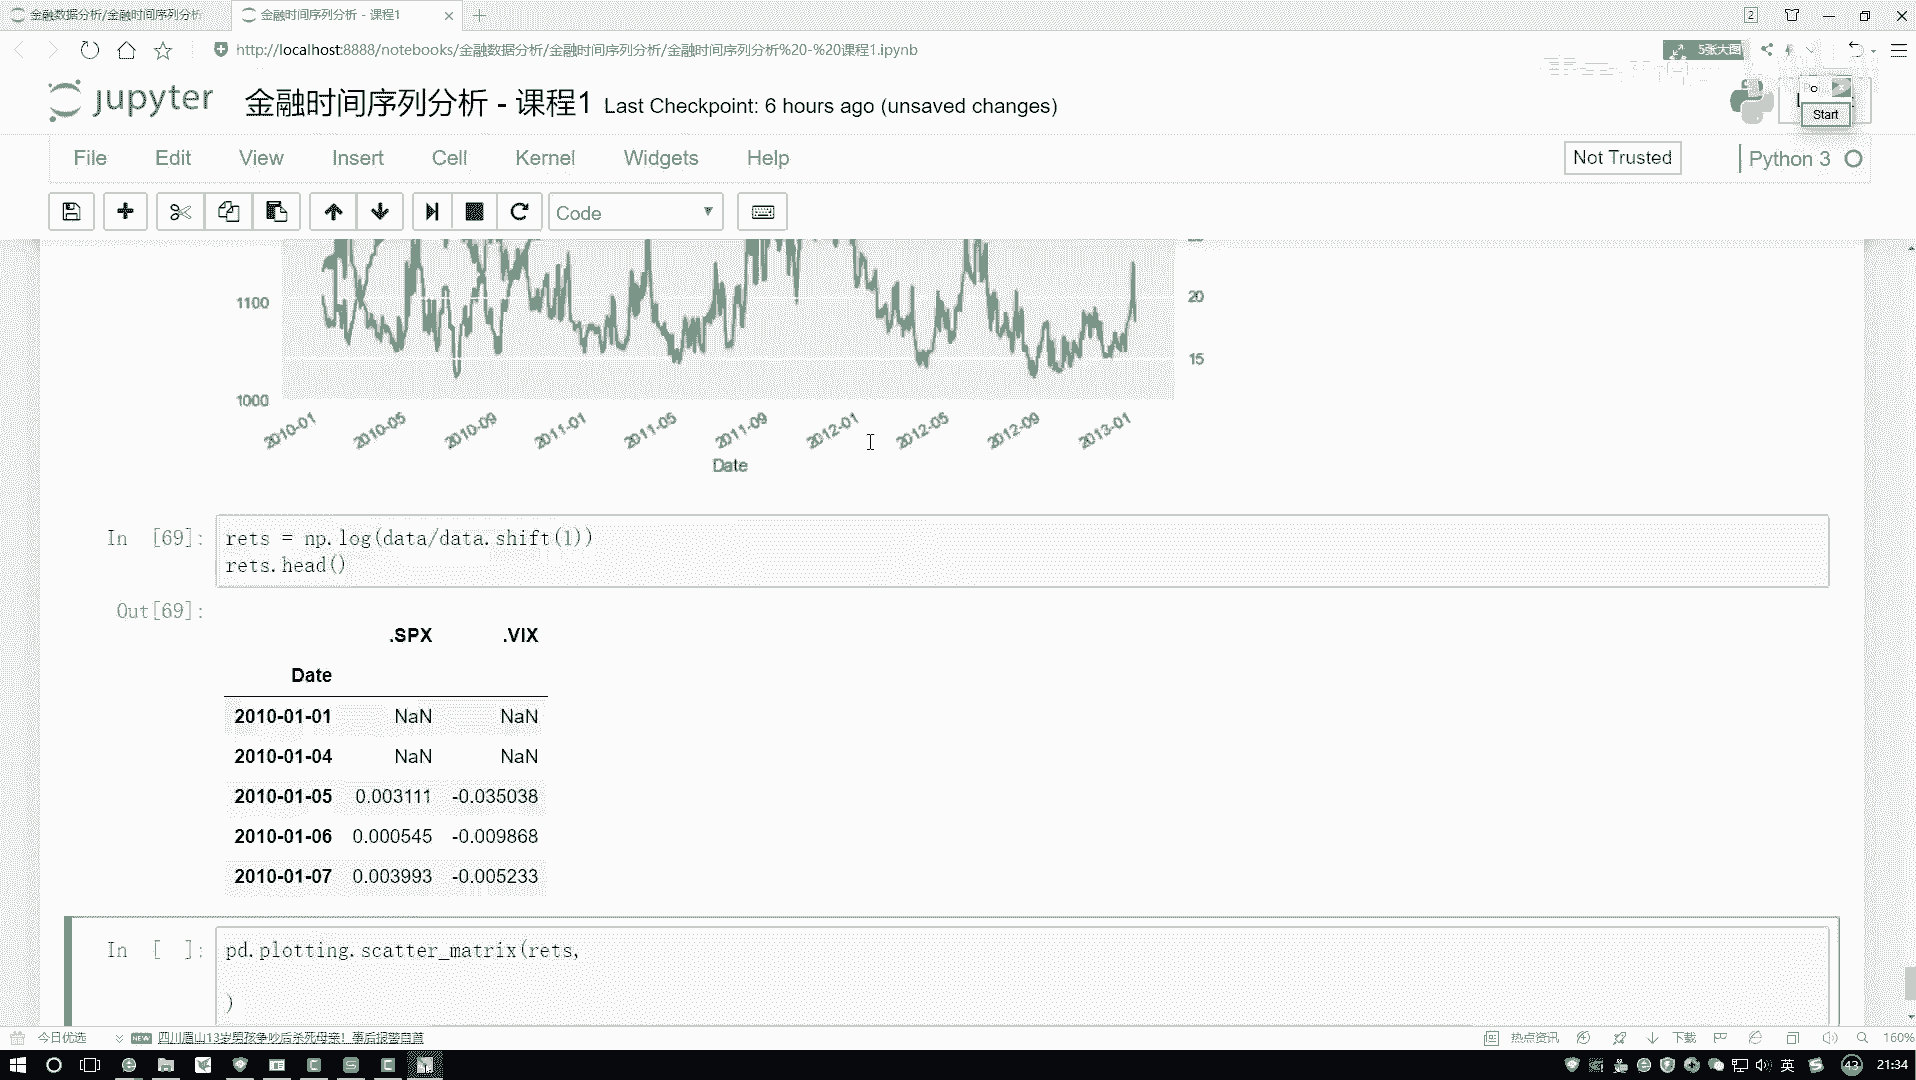 金融数据分析/金融时间序列分析
金融时间序列分析 - 课程1
2
http://localhost:8888/notebooks/金融数据分析/金融时间序列分析/金融时间序列分析%20-%20课程1.ipynb
5张大图
jupyter
金融时间序列分析 - 课程1 Last Checkpoint: 6 hours ago (unsaved changes)
Start
File Edit View Insert Cell Kernel Widgets Help
Not Trusted
Python 3
Code
1100
1000
20
15
2010-01 2010-05 2010-09 2011-01 2011-05 2011-09 2012-01 2012-05 2012-09 2013-01
Date
In [69]:
rets = np.log(data/data.shift(1))
rets.head()
Out[69]:
.SPX .VIX
Date
2010-01-01 NaN NaN
2010-01-04 NaN NaN
2010-01-05 0.003111 -0.035038
2010-01-06 0.000545 -0.009868
2010-01-07 0.003993 -0.005233
In [ ]:
pd.plotting.scatter_matrix(rets,
)
今日优选
NEW
四川眉山13岁男孩争吵后杀死母亲！事后报警自首
热点资讯
下载
160%
英
43
21:34